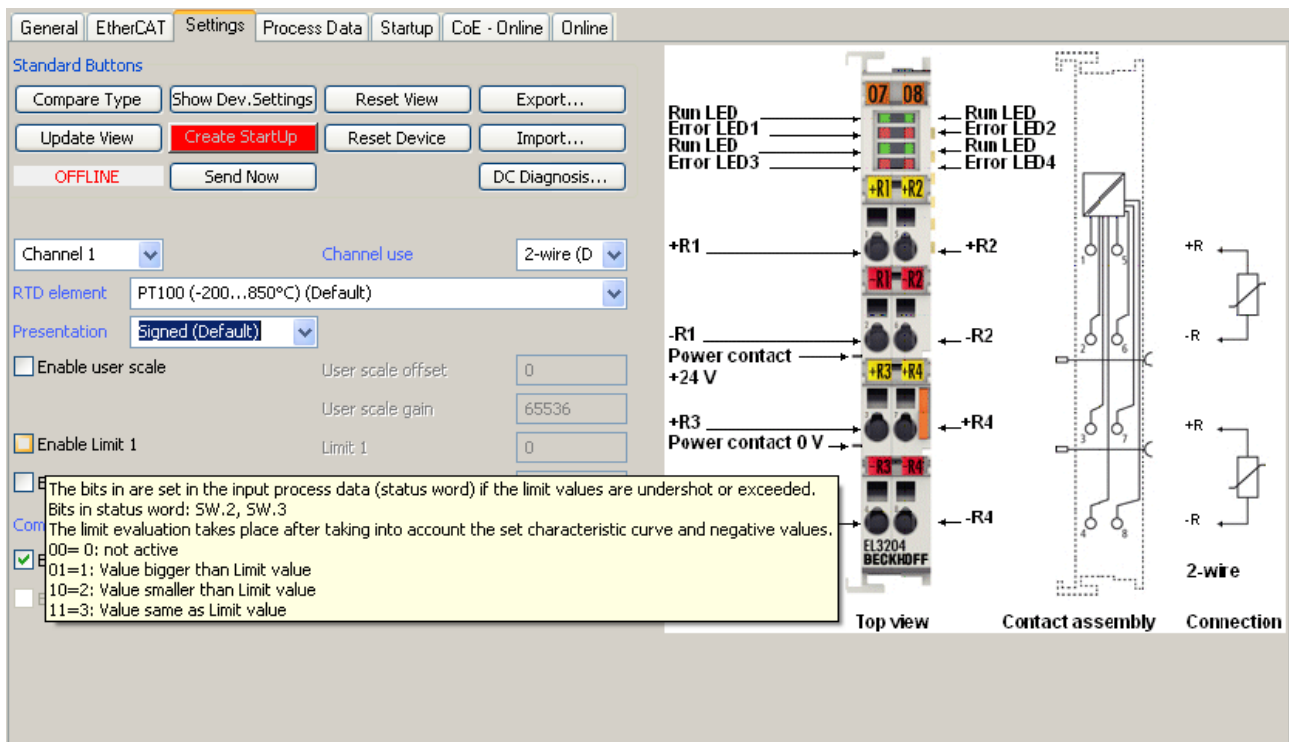 General EtherCAT Settings Process Data Startup CoE - Online Online
Standard Buttons
Compare Type Show Dev.Settings Reset View Export...
Update View Create StartUp Reset Device Import...
OFFLINE Send Now DC Diagnosis...
Channel 1 Channel use 2-wire (D
RTD element PT100 (-200...850°C) (Default)
Presentation Signed (Default)
Enable user scale User scale offset 0
User scale gain 65536
Enable Limit 1 Limit 1 0
The bits in are set in the input process data (status word) if the limit values are undershot or exceeded.
Bits in status word: SW.2, SW.3
The limit evaluation takes place after taking into account the set characteristic curve and negative values.
00= 0: not active
01=1: Value bigger than Limit value
10=2: Value smaller than Limit value
11=3: Value same as Limit value
07 08
Run LED Run LED
Error LED1 Error LED2
Run LED Run LED
Error LED3 Error LED4
+R1 +R2
+R1 +R2
-R1 -R2
-R1 -R2
Power contact
+24 V
+R3 +R4
+R3 +R4
Power contact 0 V
-R3 -R4
-R4
EL3204
BECKHOFF
Top view
1 5
2 6
3 7
4 8
Contact assembly
+R
-R
+R
-R
2-wire
Connection